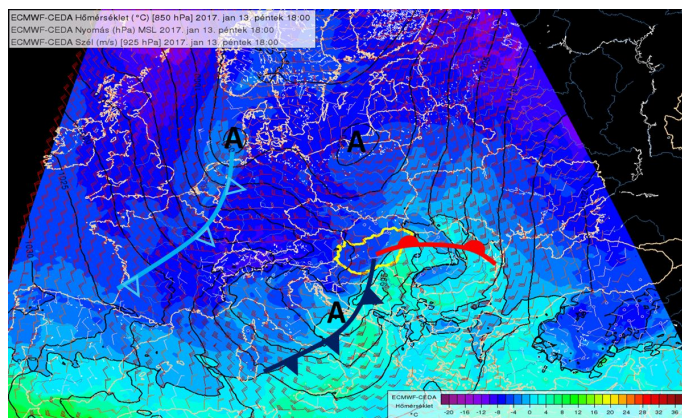 ECMWF-CEDA Hőmérséklet (°C) [850 hPa] 2017. jan 13. péntek 18:00
ECMWF-CEDA Nyomás (hPa) MSL 2017. jan 13. péntek 18:00
ECMWF-CEDA Szél (m/s) [925 hPa] 2017. jan 13. péntek 18:00
A
A
1025
1030
A
ECMWF-CEDA
Hőmérséklet
°C
-20 -16 -12 -8 -4 0 4 8 12 16 20 24 28 32 36